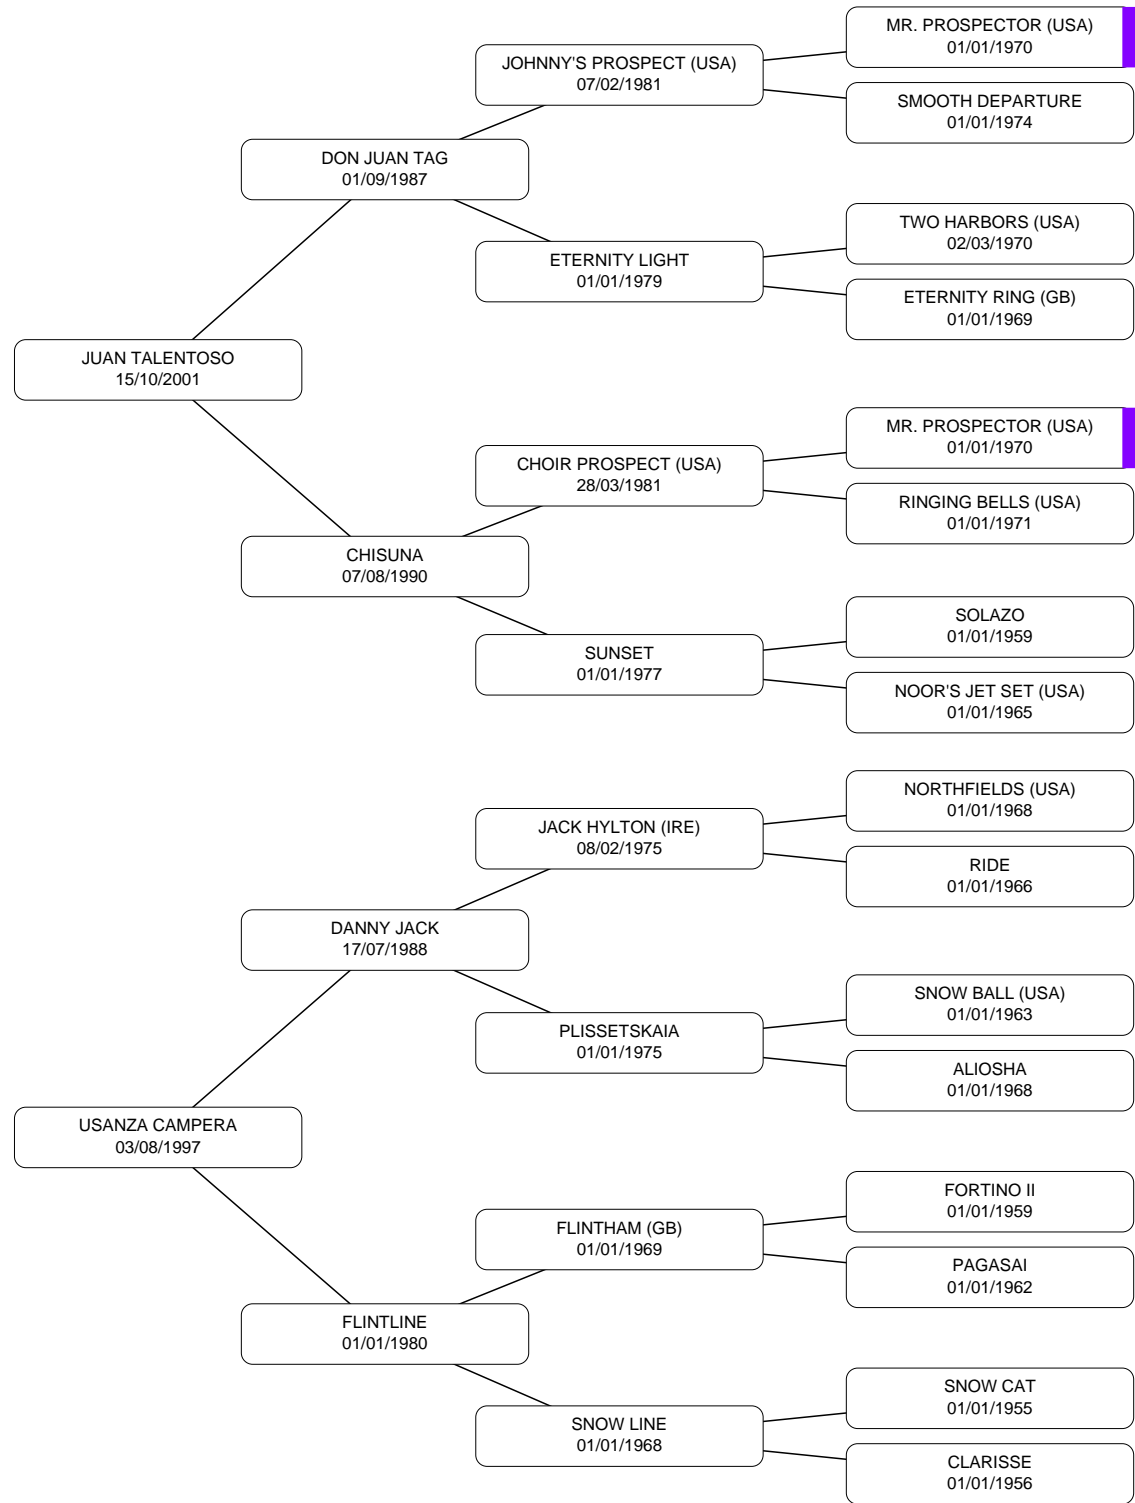 MR. PROSPECTOR (USA)
01/01/1970
JOHNNY'S PROSPECT (USA)
07/02/1981
SMOOTH DEPARTURE
01/01/1974
DON JUAN TAG
01/09/1987
TWO HARBORS (USA)
02/03/1970
ETERNITY LIGHT
01/01/1979
ETERNITY RING (GB)
01/01/1969
JUAN TALENTOSO
15/10/2001
MR. PROSPECTOR (USA)
01/01/1970
CHOIR PROSPECT (USA)
28/03/1981
RINGING BELLS (USA)
01/01/1971
CHISUNA
07/08/1990
SOLAZO
01/01/1959
SUNSET
01/01/1977
NOOR'S JET SET (USA)
01/01/1965
NORTHFIELDS (USA)
01/01/1968
JACK HYLTON (IRE)
08/02/1975
RIDE
01/01/1966
DANNY JACK
17/07/1988
SNOW BALL (USA)
01/01/1963
PLISSETSKAIA
01/01/1975
ALIOSHA
01/01/1968
USANZA CAMPERA
03/08/1997
FORTINO II
01/01/1959
FLINTHAM (GB)
01/01/1969
PAGASAI
01/01/1962
FLINTLINE
01/01/1980
SNOW CAT
01/01/1955
SNOW LINE
01/01/1968
CLARISSE
01/01/1956